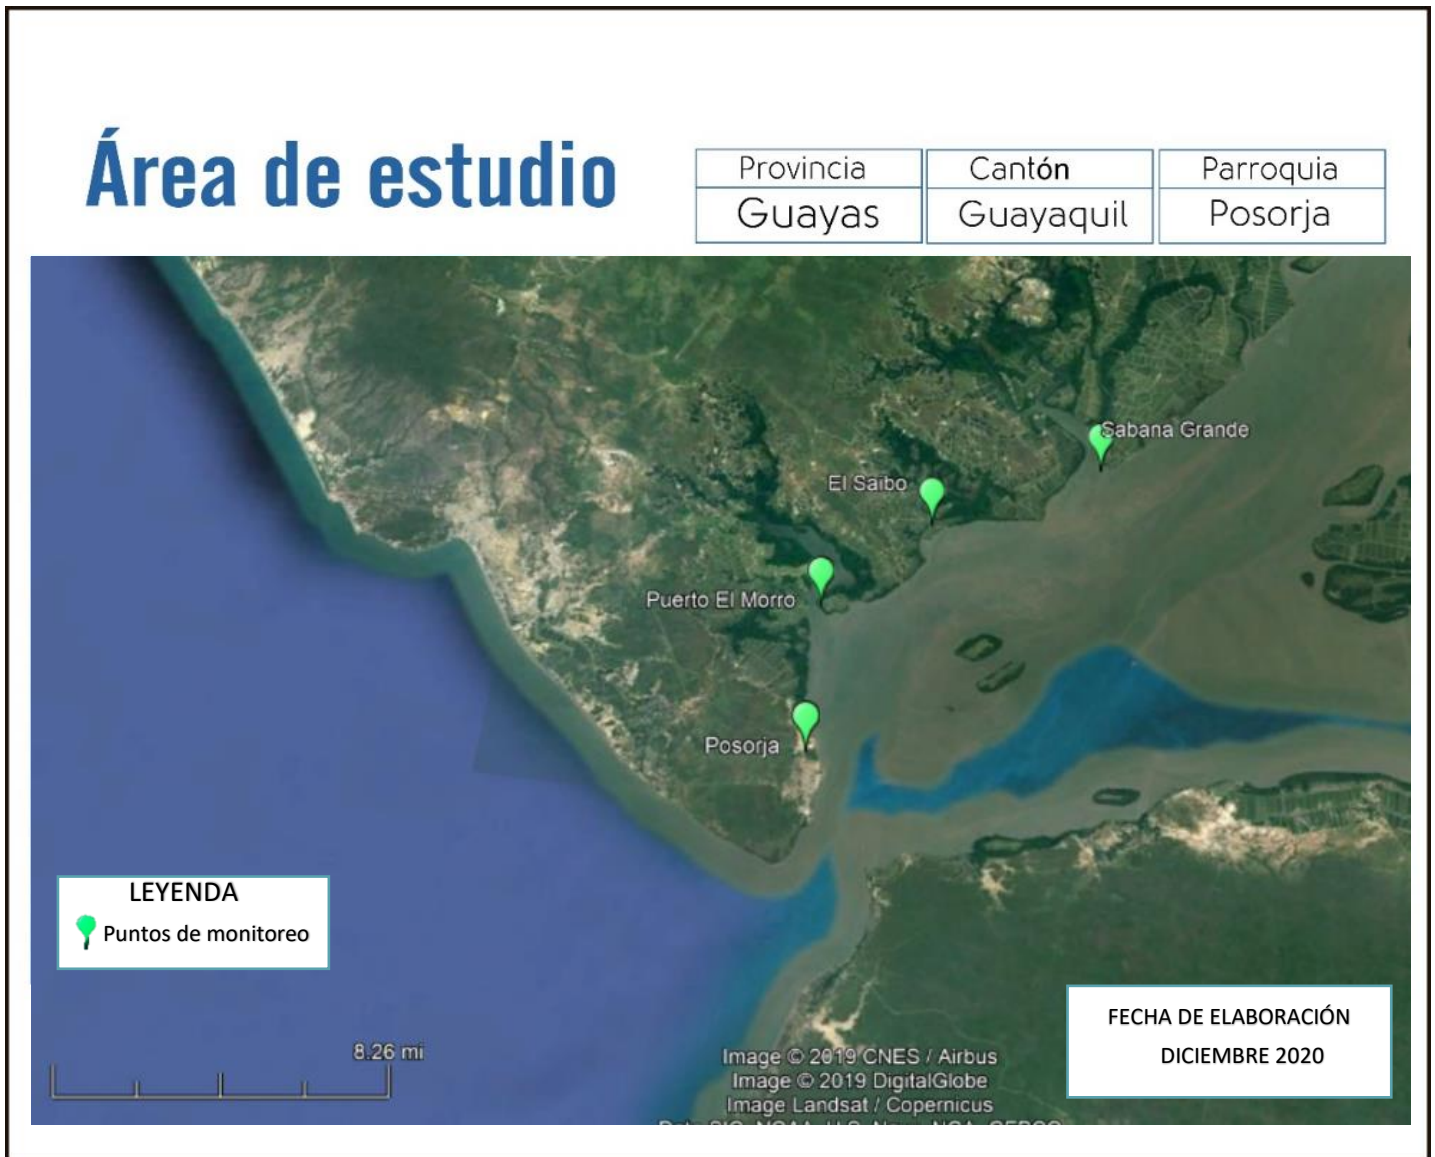 Área de estudio
Provincia Cantón Parroquia
Guayas Guayaquil Posorja
Sabana Grande
El Saibo
Puerto El Morro
Posorja
LEYENDA
Puntos de monitoreo
8.26 mi
FECHA DE ELABORACIÓN
DICIEMBRE 2020
Image © 2019 CNES / Airbus
Image © 2019 DigitalGlobe
Image Landsat / Copernicus